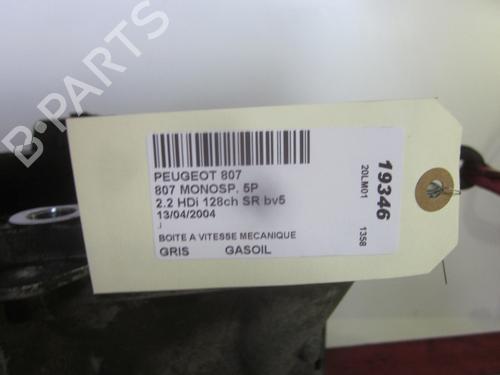 PEUGEOT 807
807 MONOSP. 5P
2.2 HDi 128ch SR bv5
13/04/2004
J
BOITE A VITESSE MECANIQUE
GRIS GASOIL
19346
20LM01 1358
B-PARTS